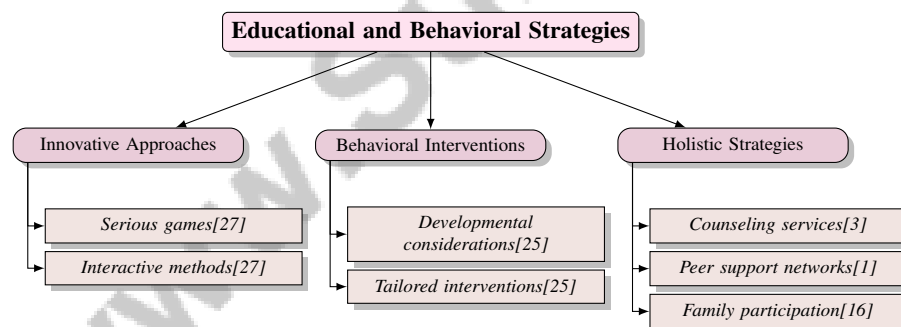 Educational and Behavioral Strategies
Innovative Approaches
Serious games[27]
Interactive methods[27]
Behavioral Interventions
Developmental
considerations[25]
Tailored interventions[25]
Holistic Strategies
Counseling services[3]
Peer support networks[1]
Family participation[16]